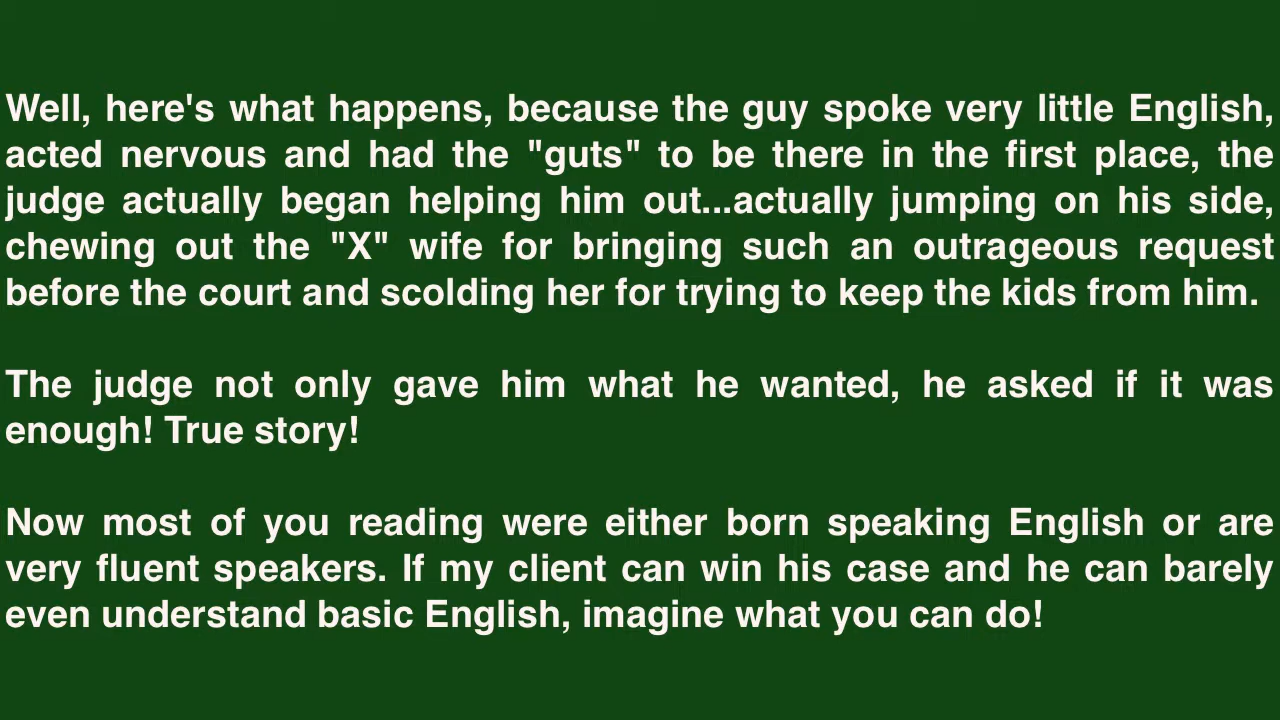 Well, here's what happens, because the guy spoke very little English,
acted nervous and had the "guts" to be there in the first place, the
judge actually began helping him out...actually jumping on his side,
chewing out the "X" wife for bringing such an outrageous request
before the court and scolding her for trying to keep the kids from him.
The judge not only gave him what he wanted, he asked if it was
enough! True story!
Now most of you reading were either born speaking English or are
very fluent speakers. If my client can win his case and he can barely
even understand basic English, imagine what you can do!